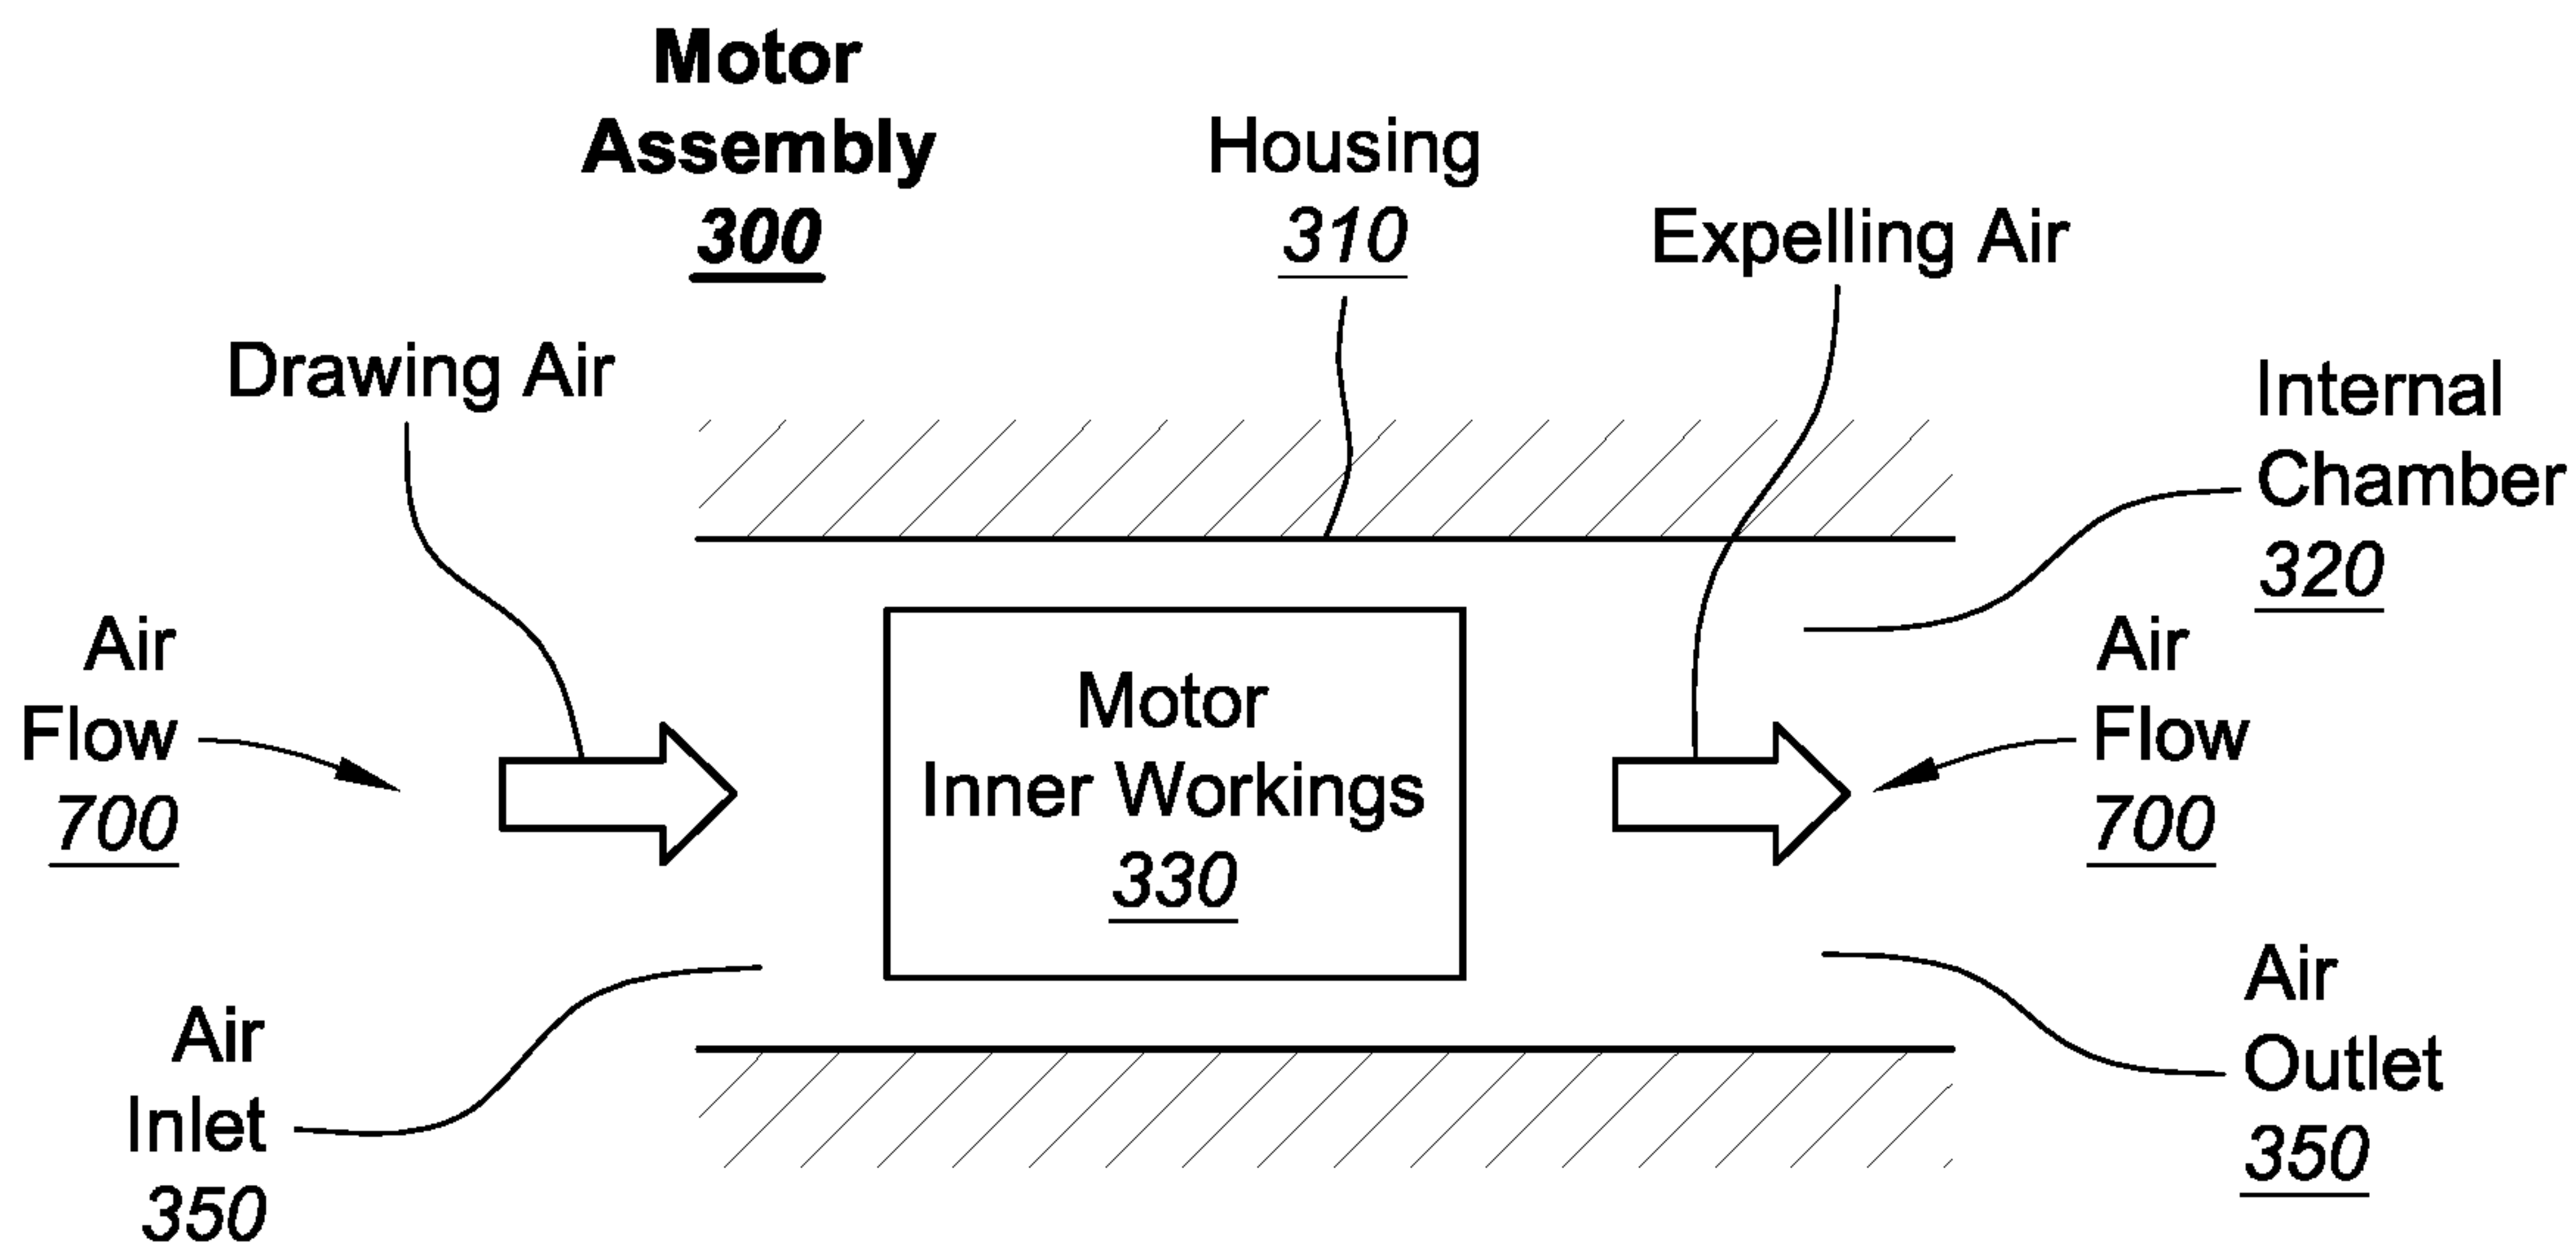 Motor
Assembly
300
Housing
310
Expelling Air
Drawing Air
Internal
Chamber
320
Air
Flow
700
Motor
Inner Workings
330
Air
Flow
700
Air
Inlet
350
Air
Outlet
350